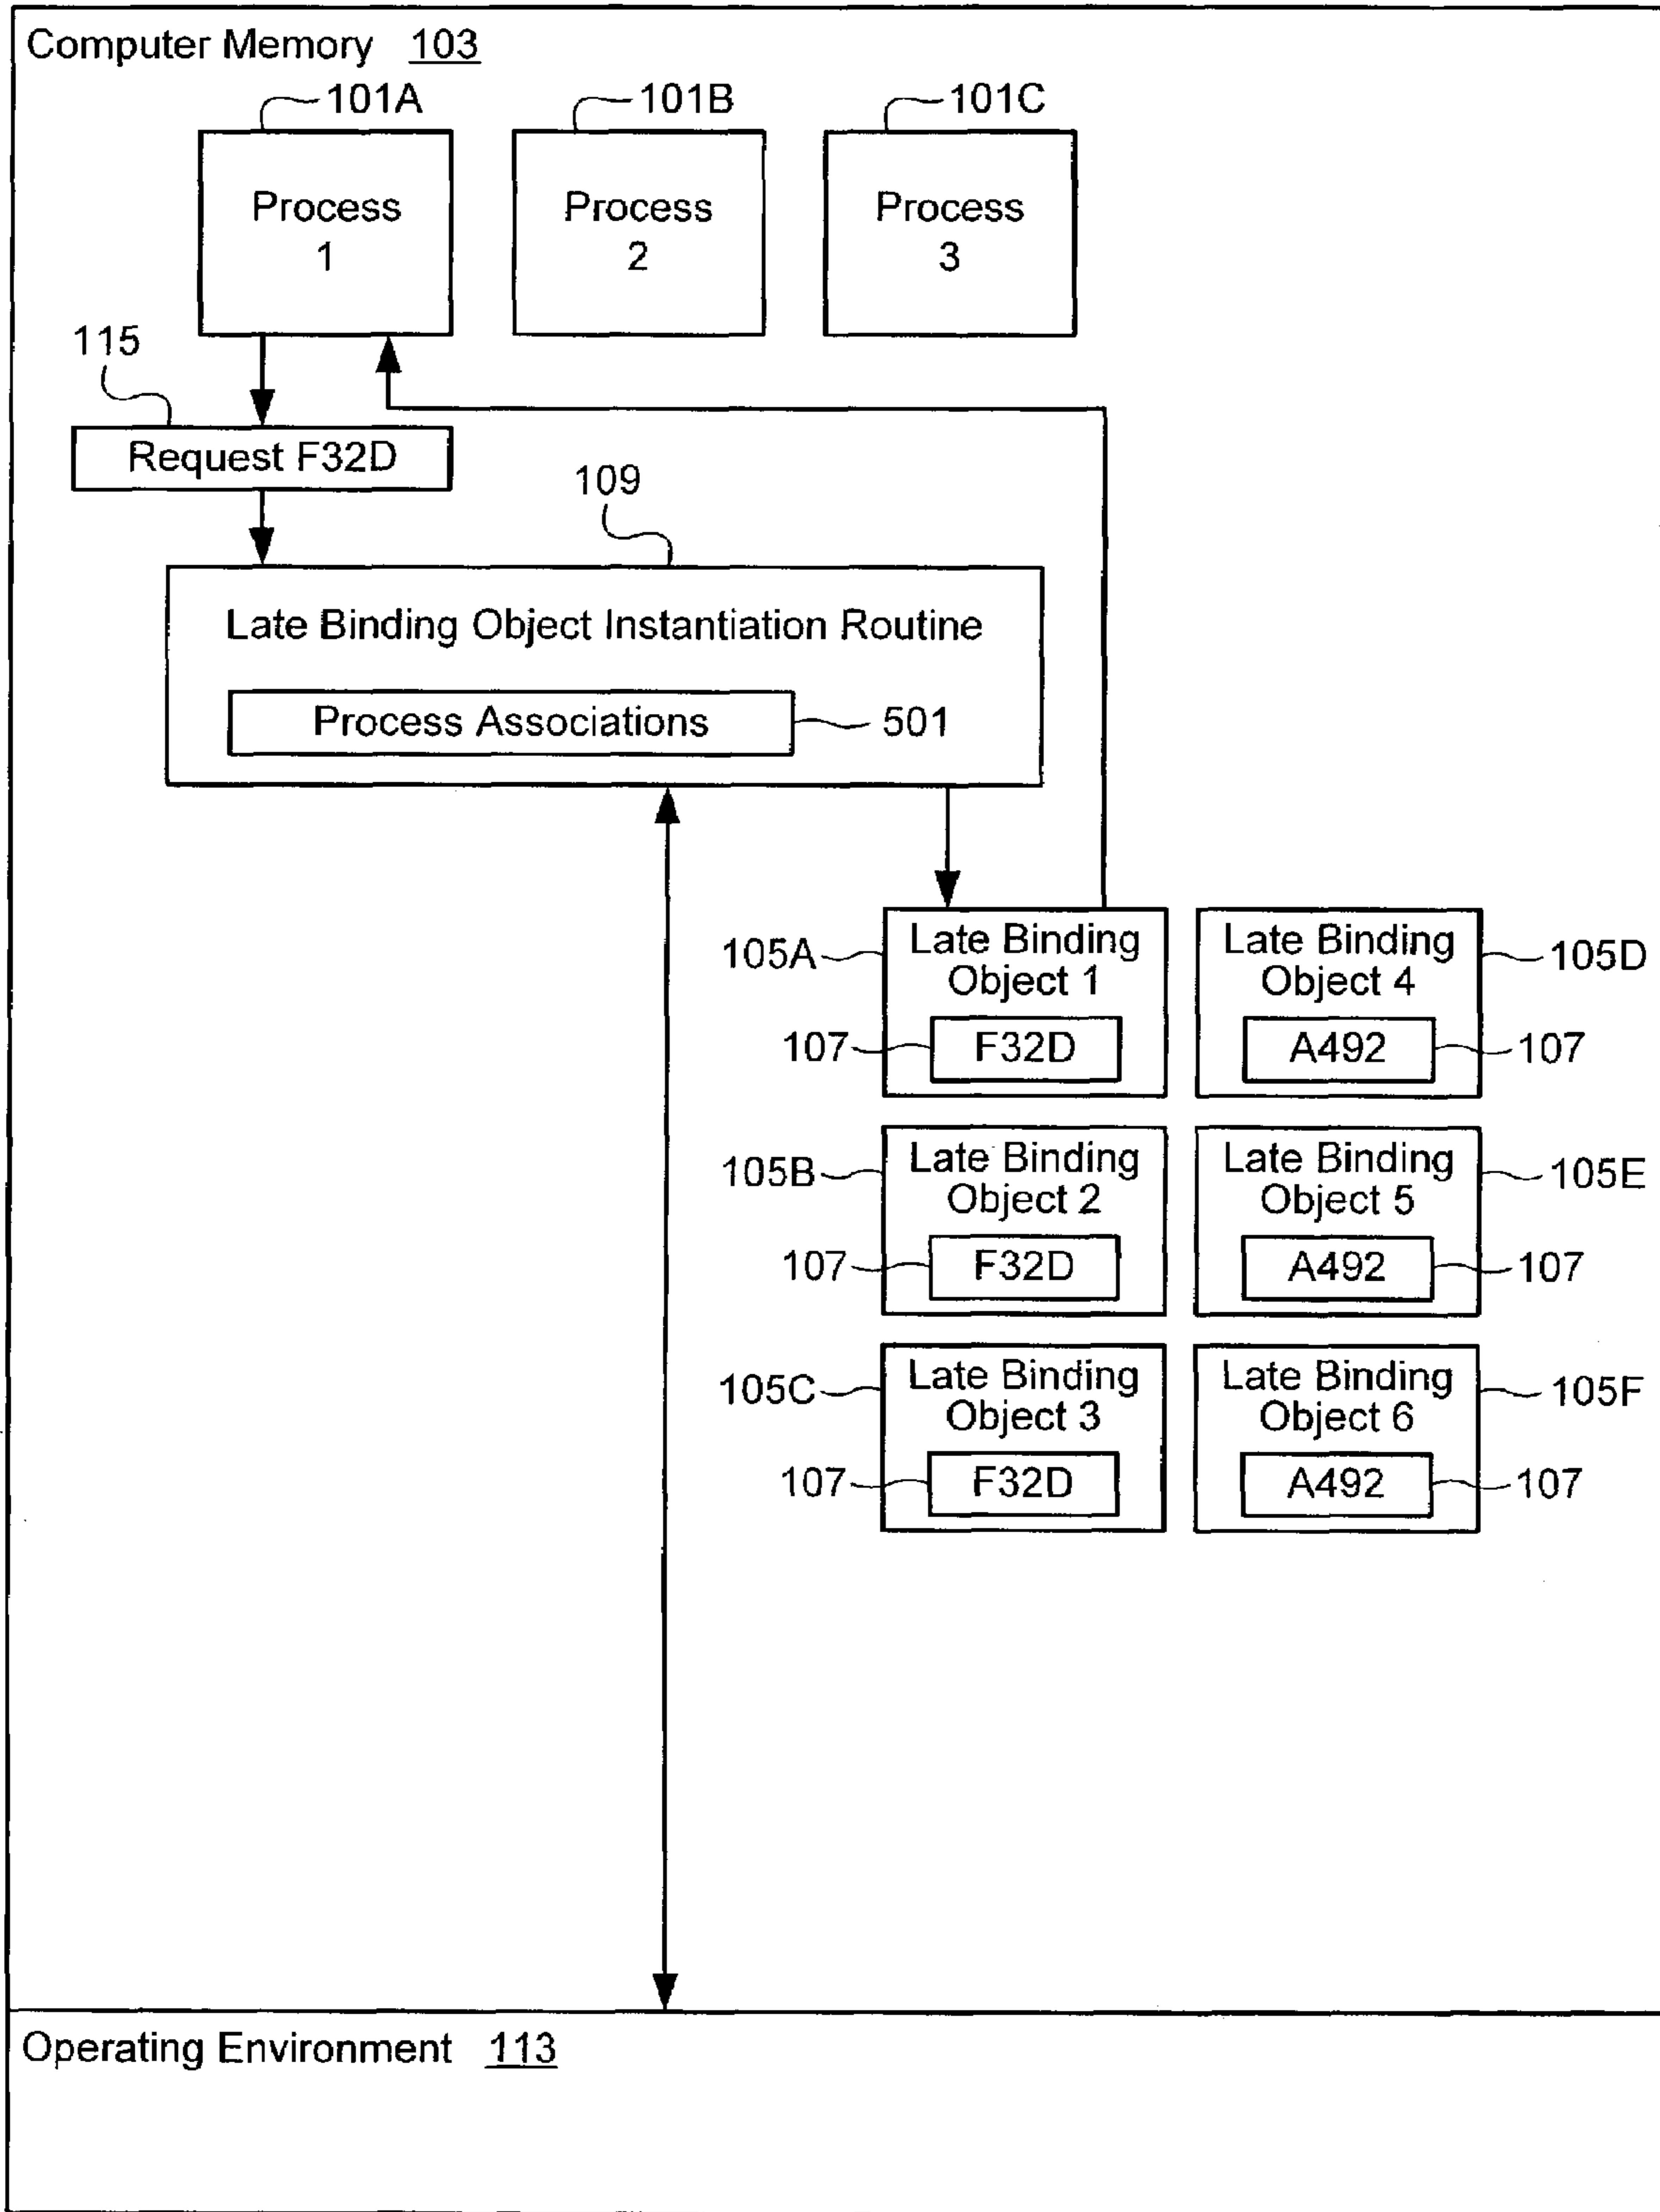 Computer Memory 103
101A
101B
101C
Process
1
Process
2
Process
3
115
Request F32D
109
Late Binding Object Instantiation Routine
Process Associations
501
105A
Late Binding
Object 1
107
F32D
Late Binding
Object 4
105D
A492
107
105B
Late Binding
Object 2
107
F32D
Late Binding
Object 5
105E
A492
107
105C
Late Binding
Object 3
107
F32D
Late Binding
Object 6
105F
A492
107
Operating Environment 113